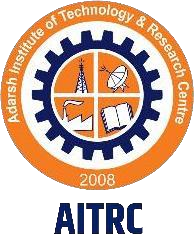 Adarsh Institute of Technology & Research Centre
2008
AITRC